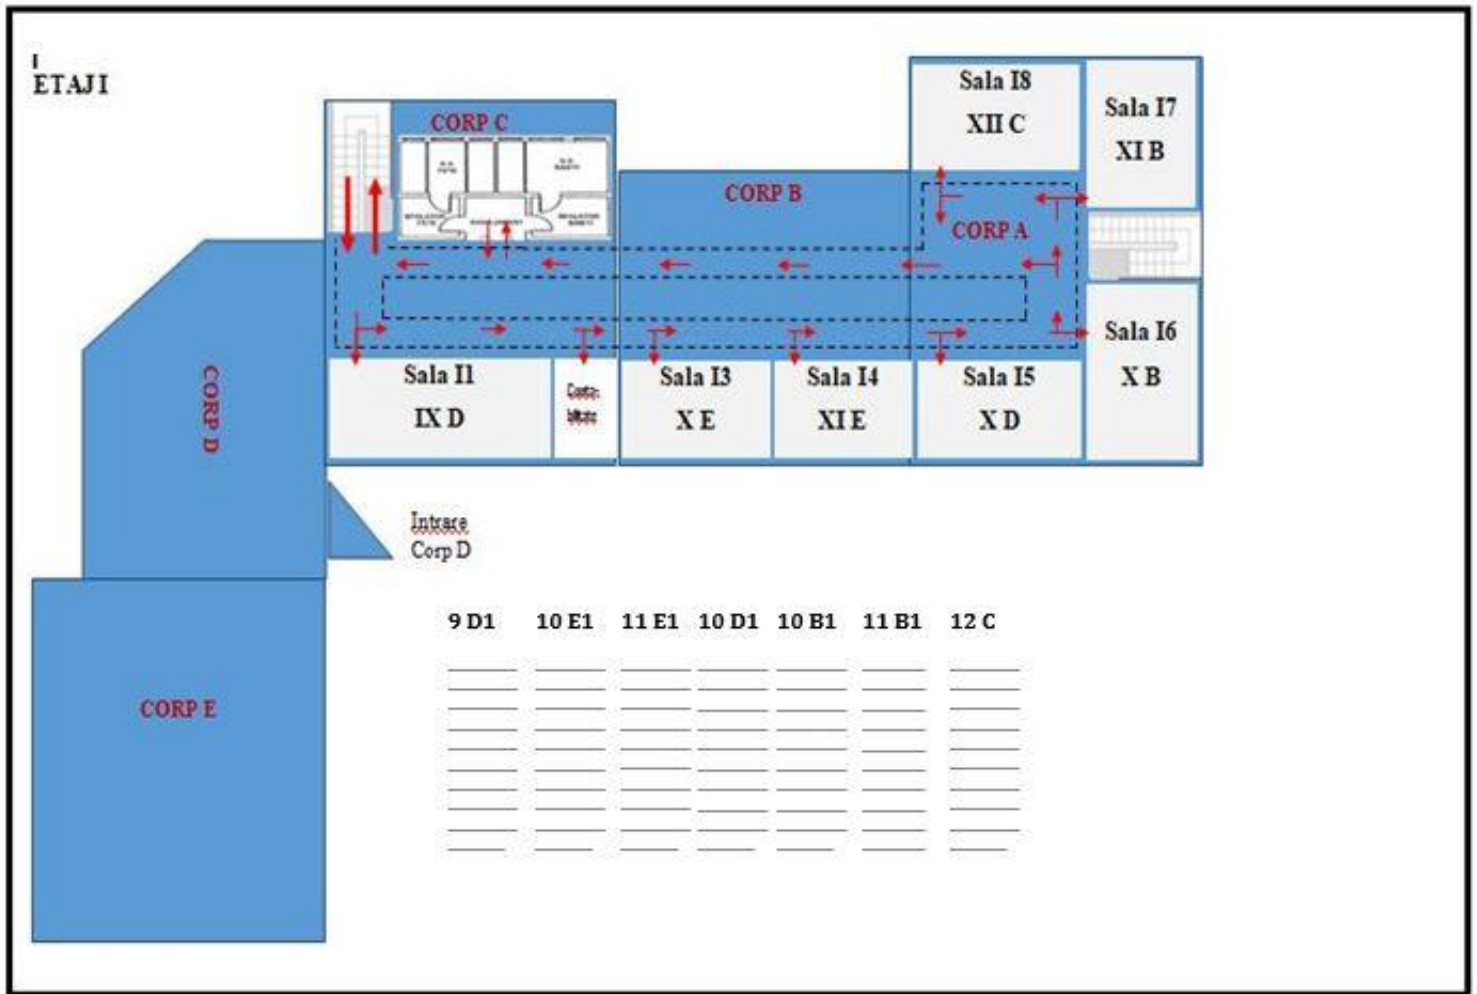 I
ETAJ I
CORP C
Sala I8
XII C
Sala I7
XI B
CORP B
CORP A
Sala I1
IX D
Sala I3
X E
Sala I4
XI E
Sala I5
X D
Sala I6
X B
CORP D
Intrare
Corp D
9 D1 10 E1 11 E1 10 D1 10 B1 11 B1 12 C
CORP E